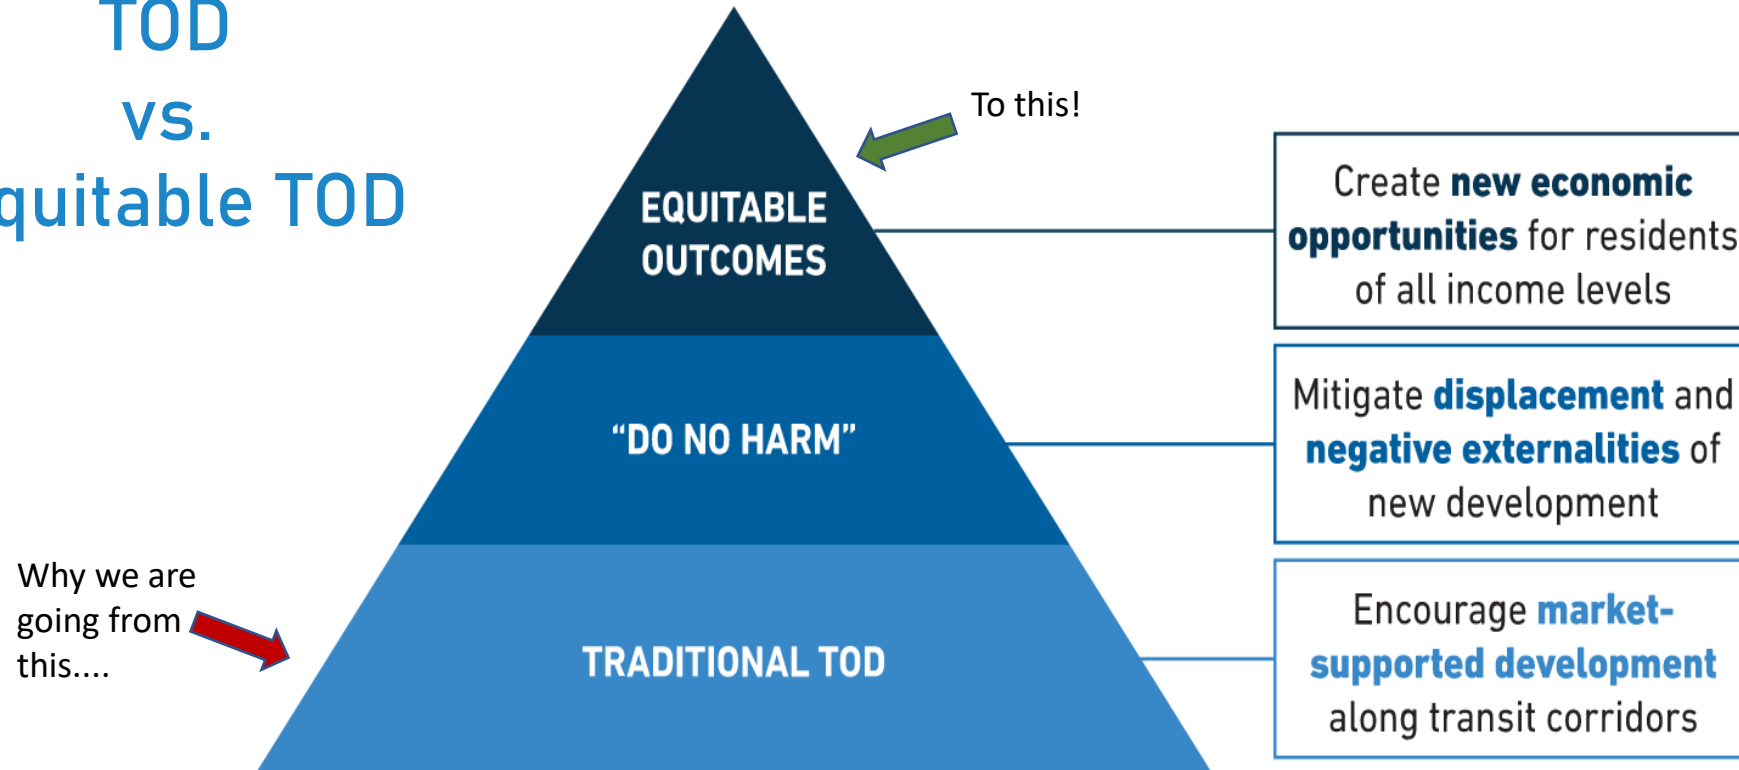 TOD
vs.
quitable TOD
To this!
EQUITABLE
OUTCOMES
Create new economic
opportunities for residents
of all income levels
“DO NO HARM”
Mitigate displacement and
negative externalities of
new development
Why we are
going from
this....
TRADITIONAL TOD
Encourage market-
supported development
along transit corridors